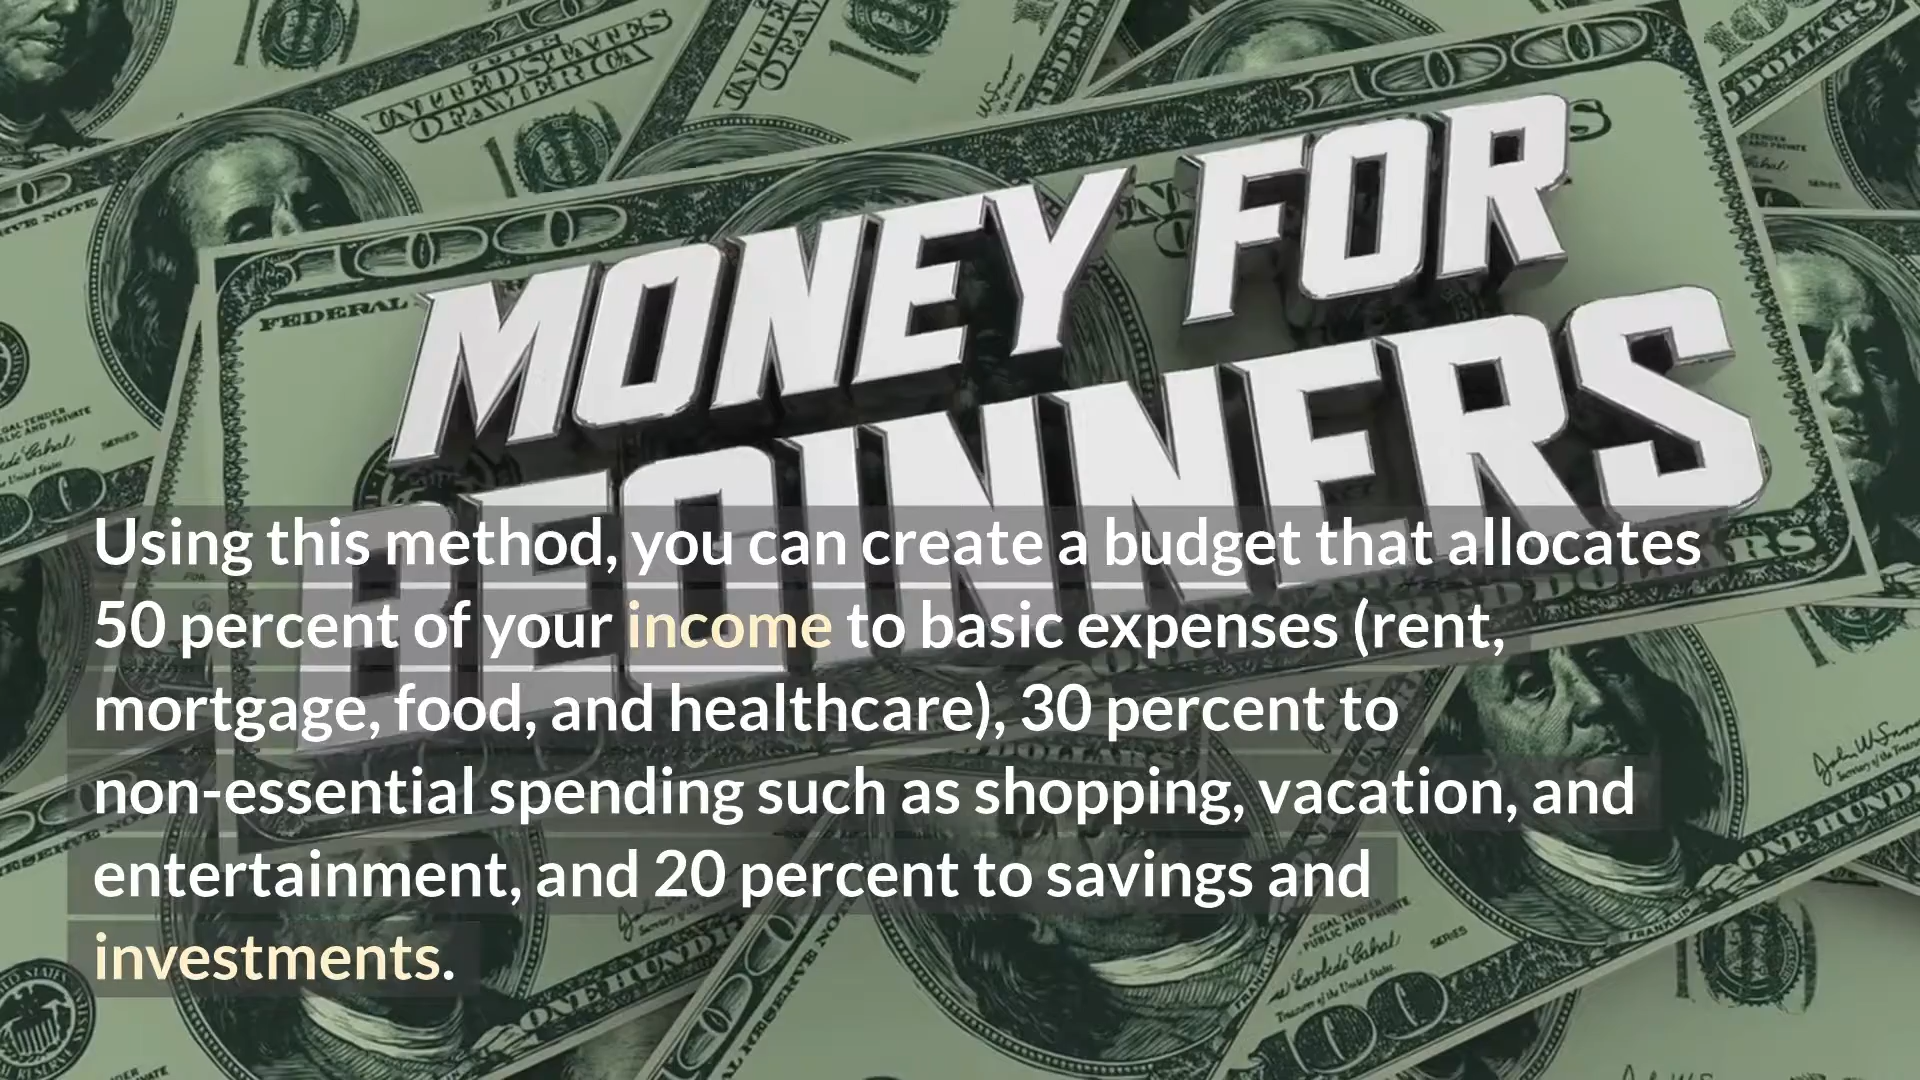 MONEY FOR
BEOINNERS
Using this method, you can create a budget that allocates
50 percent of your income to basic expenses (rent,
mortgage, food, and healthcare), 30 percent to
non-essential spending such as shopping, vacation, and
entertainment, and 20 percent to savings and
investments.